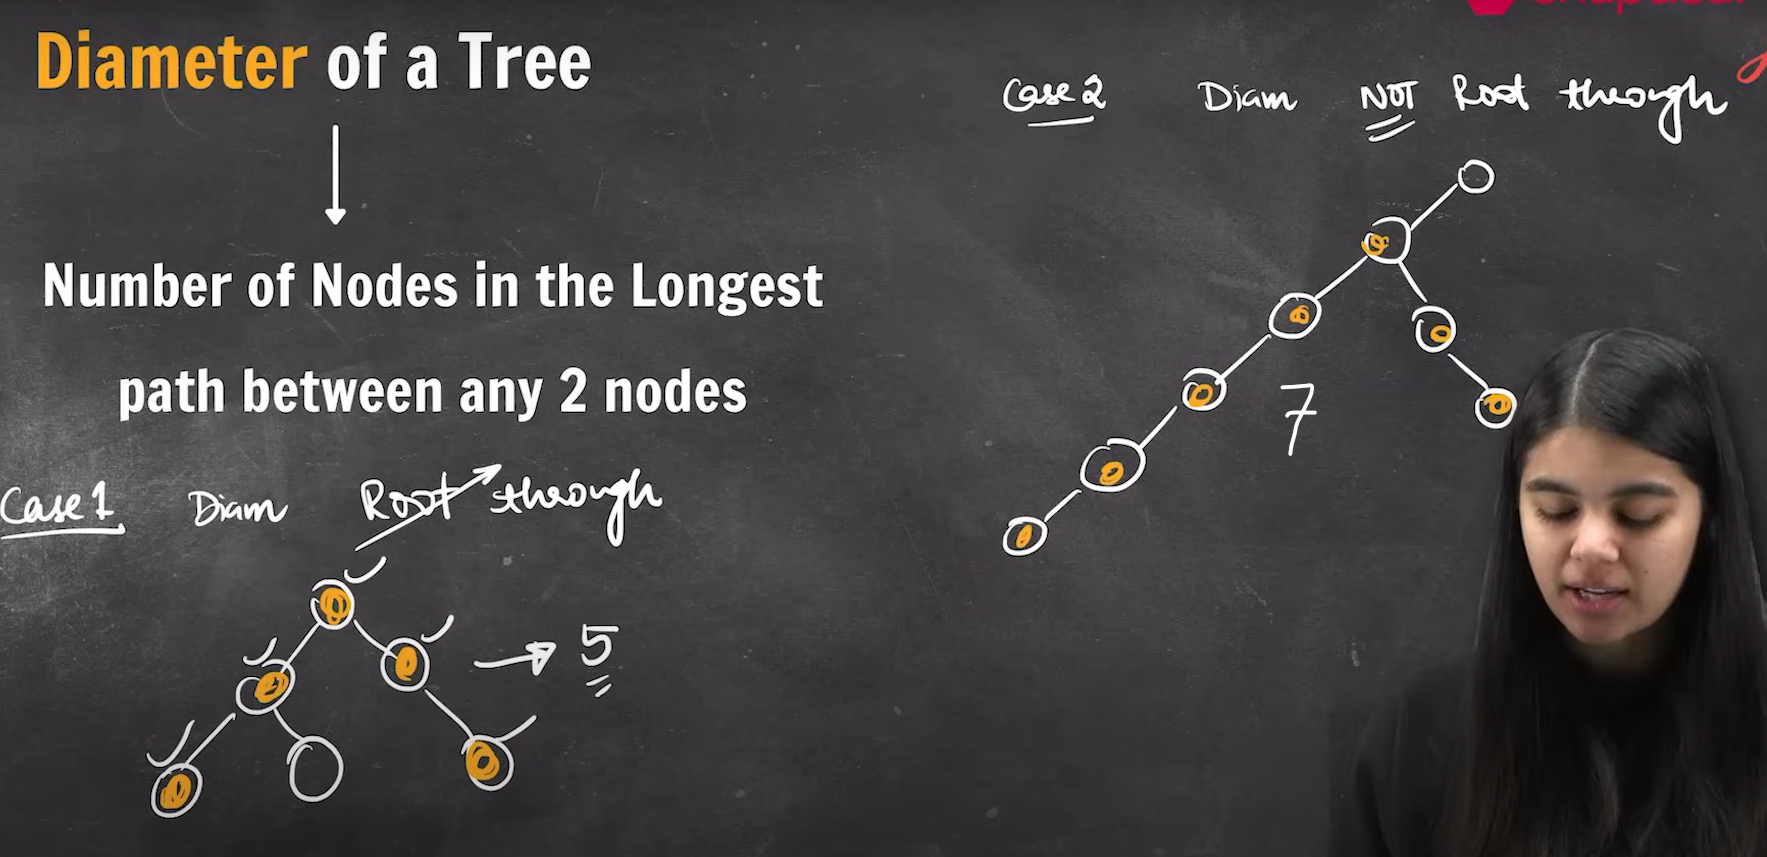 Diameter of a Tree
Number of Nodes in the Longest
path between any 2 nodes
Case 1 Diam Root through
5
Case 2 Diam NOT Root through
7